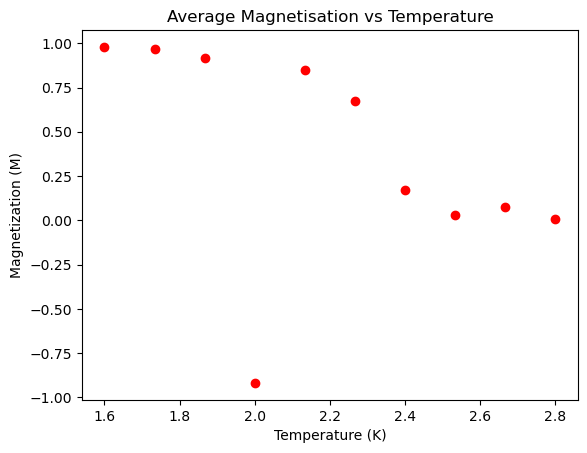 Average Magnetisation vs Temperature
Magnetization (M)
1.00
0.75
0.50
0.25
0.00
−0.25
−0.50
−0.75
−1.00
1.6 1.8 2.0 2.2 2.4 2.6 2.8
Temperature (K)